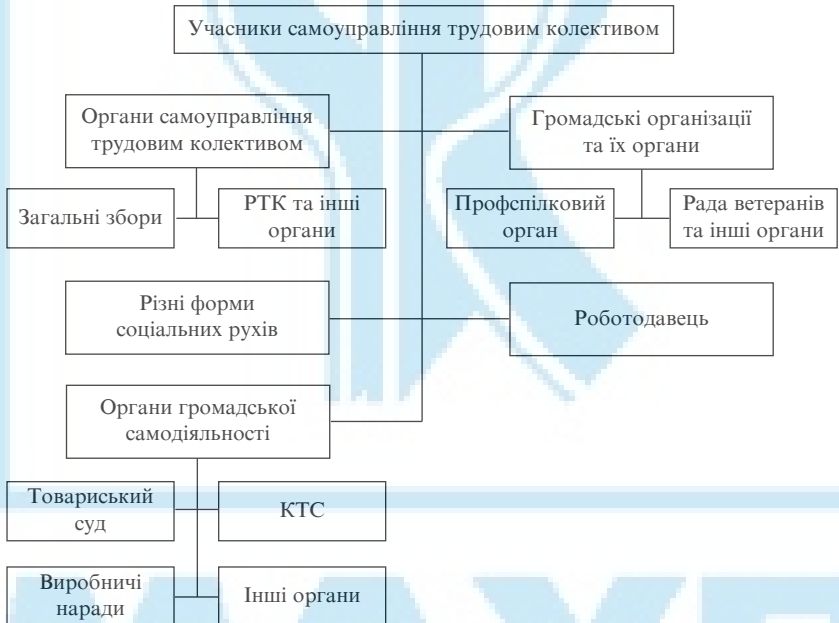 Учасники самоуправління трудовим колективом
Органи самоуправління
трудовим колективом
Громадські організації
та їх органи
Загальні збори
РТК та інші
органи
Профспілковий
орган
Рада ветеранів
та інші органи
Різні форми
соціальних рухів
Роботодавець
Органи громадської
самодіяльності
Товариський
суд
КТС
Виробничі
наради
Інші органи